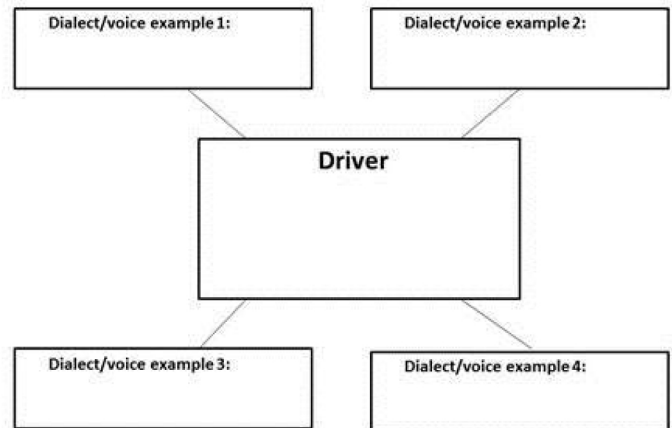 Dialect/voice example 1:
Dialect/voice example 2:
Driver
Dialect/voice example 3:
Dialect/voice example 4: